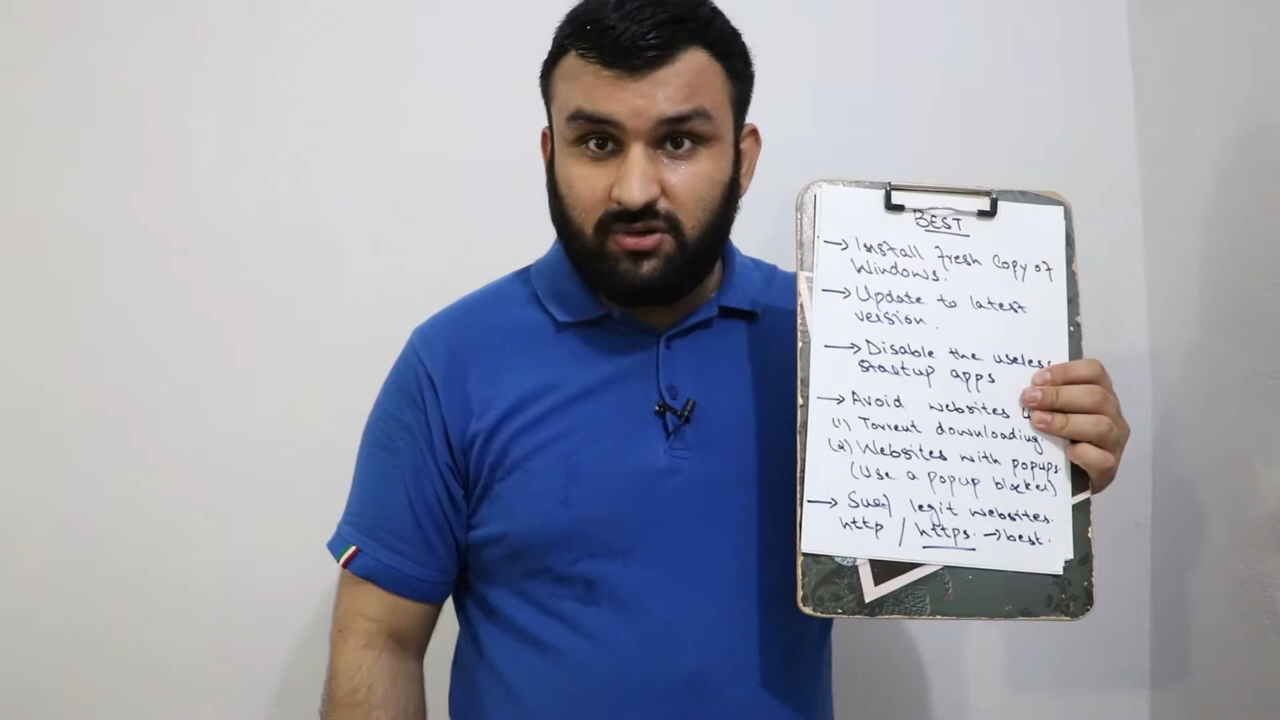 BEST
→ Install fresh Copy of
Windows.
→ Update to latest
version.
→ Disable the useless
startup apps
→ Avoid websites
(1) Torrent downloading.
(2) Websites with popups.
(Use a popup blocker)
→ legit websites.
http / https → best.